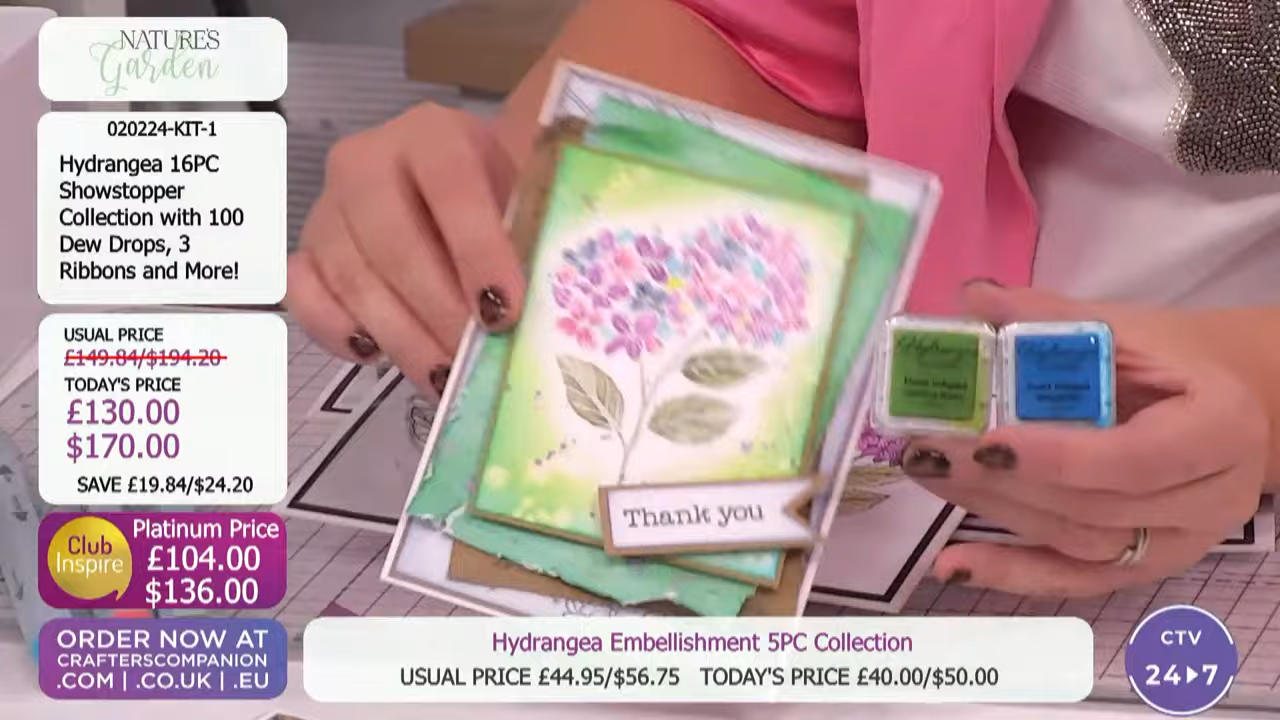 NATURE'S
Garden
020224-KIT-1
Hydrangea 16PC
Showstopper
Collection with 100
Dew Drops, 3
Ribbons and More!
USUAL PRICE
£149.84/$194.20
TODAY'S PRICE
£130.00
$170.00
SAVE £19.84/$24.20
Club
Inspire
Platinum Price
£104.00
$136.00
ORDER NOW AT
CRAFTERSCOMPANION
.COM | .CO.UK | .EU
Thank you
Hydrangea Embellishment 5PC Collection
USUAL PRICE £44.95/$56.75 TODAY'S PRICE £40.00/$50.00
CTV
24▶7